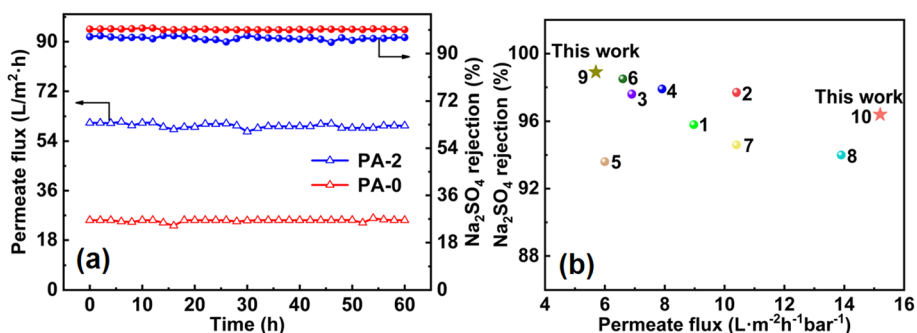 90
72
54
36
18
0
Permeate flux (L/m²·h)
PA-2
PA-0
(a)
0 10 20 30 40 50 60
Time (h)
90
72
54
36
18
0
Na₂SO₄ rejection (%)
100
96
92
88
Na₂SO₄ rejection (%)
This work
9
6
3
4
2
This work
10
1
7
5
8
(b)
4 6 8 10 12 14 16
Permeate flux (L·m⁻²h⁻¹bar⁻¹)